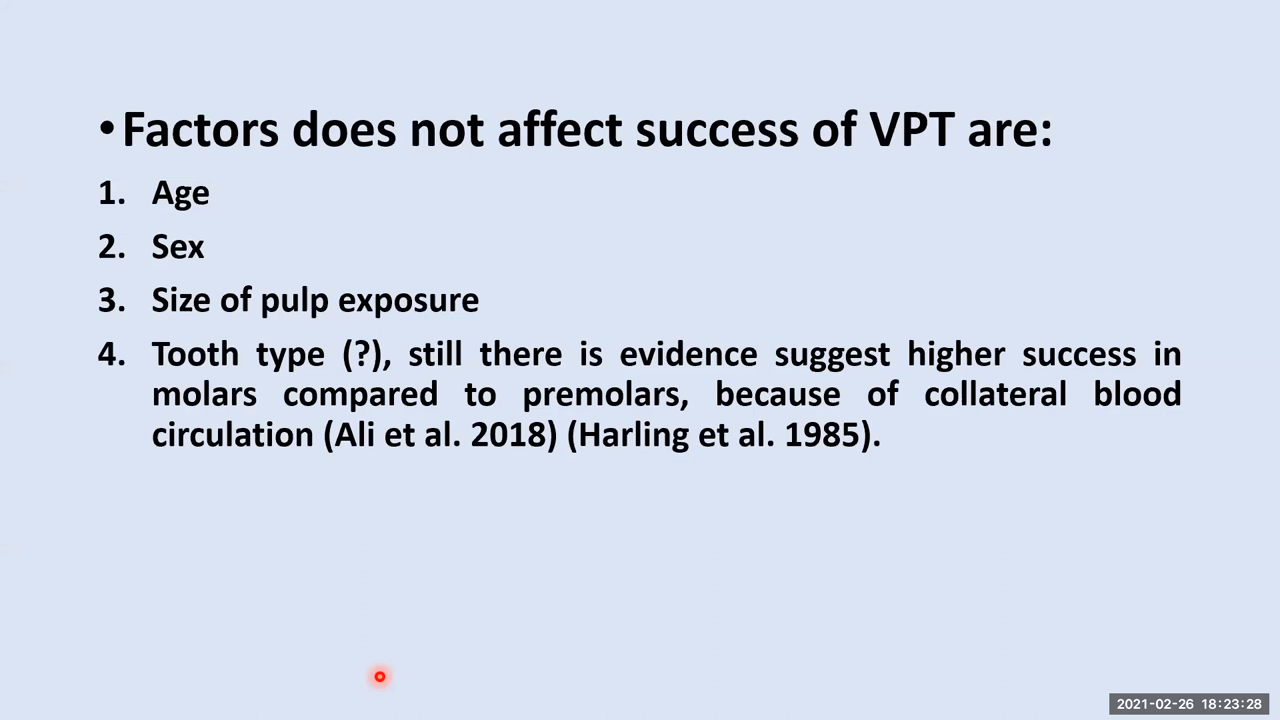 •Factors does not affect success of VPT are:
1. Age
2. Sex
3. Size of pulp exposure
4. Tooth type (?), still there is evidence suggest higher success in
molars compared to premolars, because of collateral blood
circulation (Ali et al. 2018) (Harling et al. 1985).
2021-02-26 18:23:28